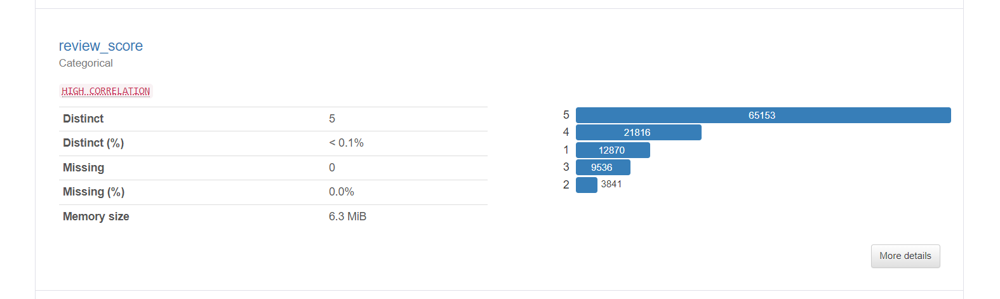 review_score
Categorical
HIGH CORRELATION
Distinct 5
Distinct (%) < 0.1%
Missing 0
Missing (%) 0.0%
Memory size 6.3 MiB
5 65153
4 21816
1 12870
3 9536
2 3841
More details